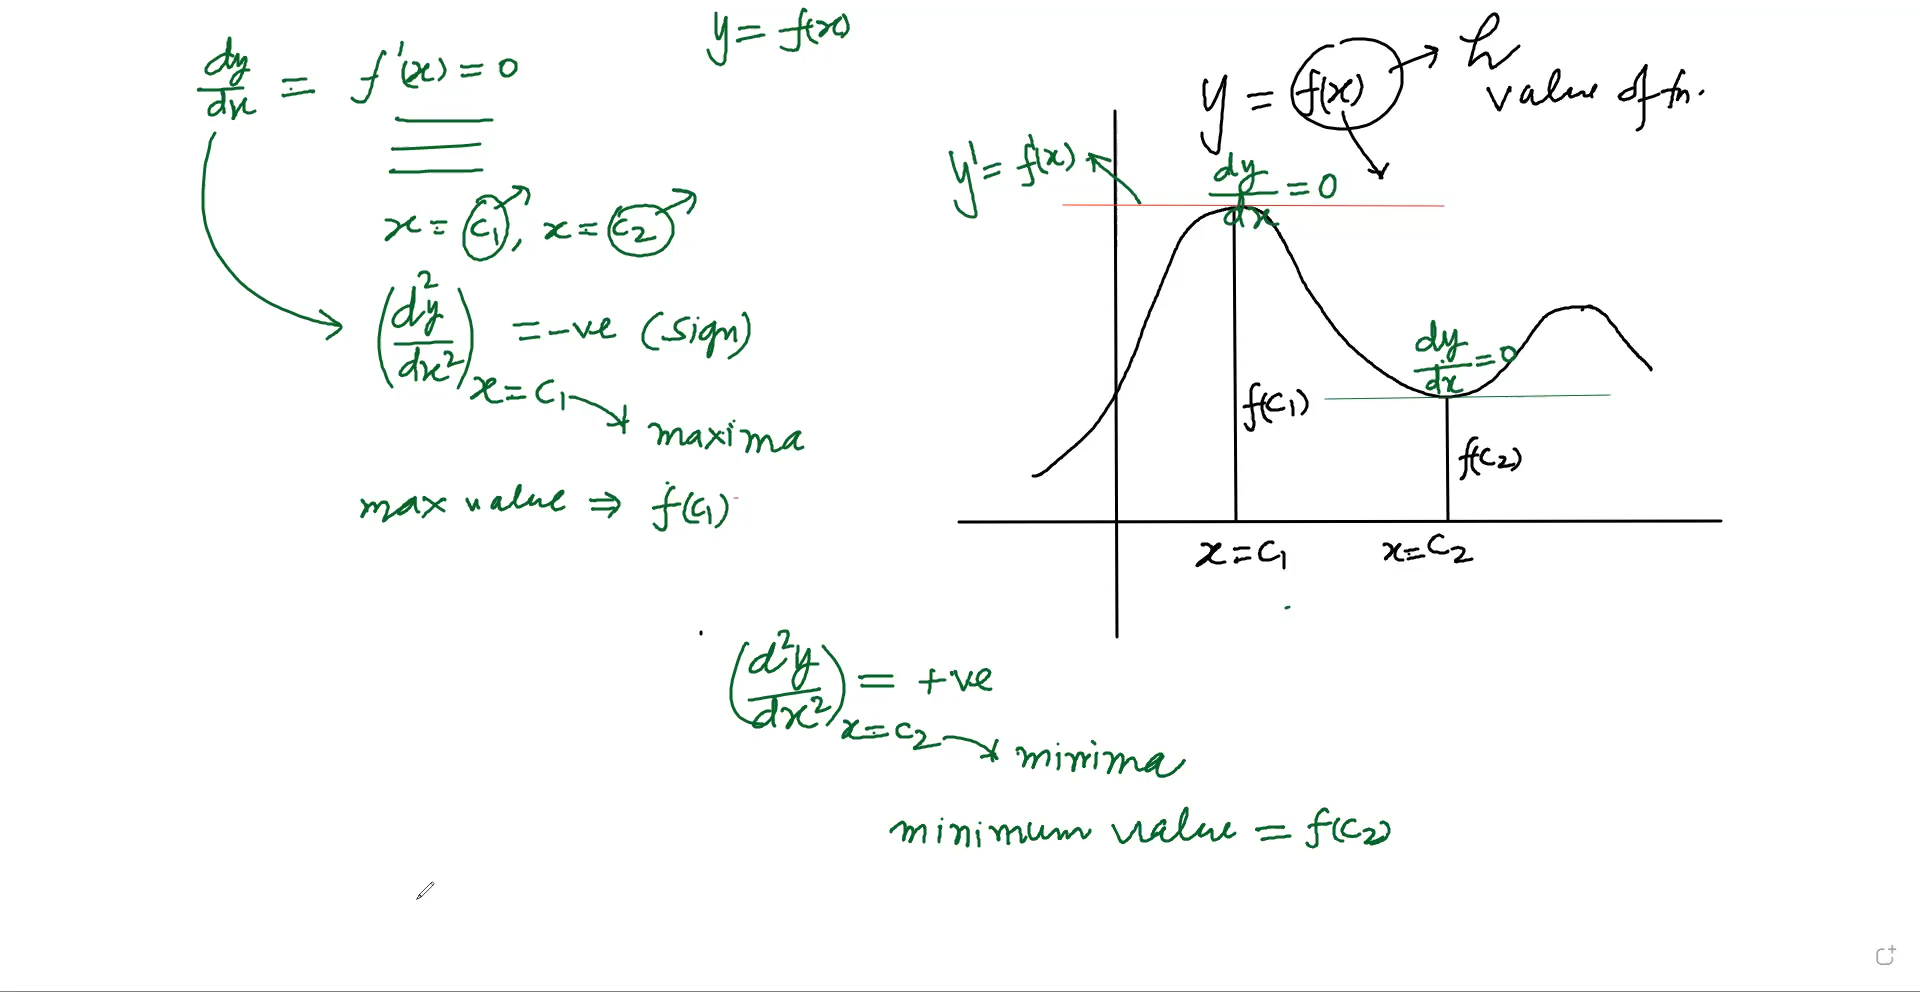 y = f(x)
dy/dx = f'(x) = 0
x = c₁, x = c₂
(d²y/dx²) x = c₁ = -ve (sign)
maxima
max value ⇒ f(c₁)
y = f(x) → h
value of fn.
y' = f'(x)
dy/dx = 0
dy/dx = 0
f(c₁)
f(c₂)
x = c₁
x = c₂
(d²y/dx²) x = c₂ = +ve
minima
minimum value = f(c₂)